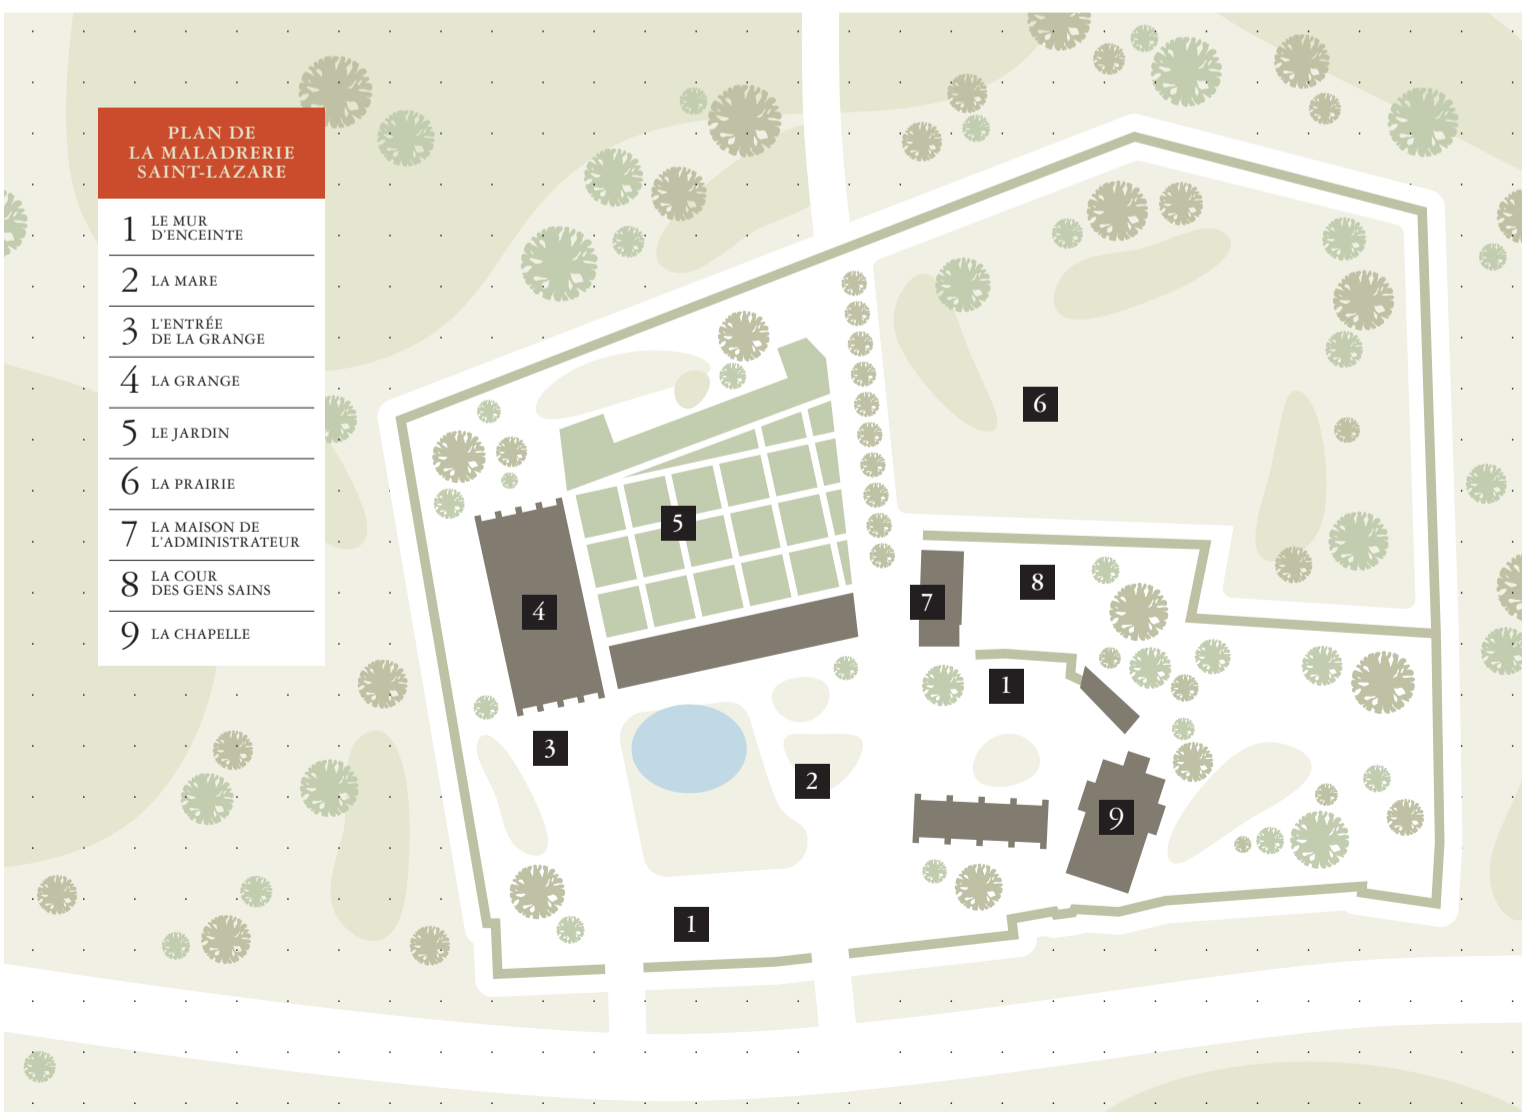 PLAN DE
LA MALADRERIE
SAINT-LAZARE
1 LE MUR
D'ENCEINTE
2 LA MARE
3 L'ENTRÉE
DE LA GRANGE
4 LA GRANGE
5 LE JARDIN
6 LA PRAIRIE
7 LA MAISON DE
L'ADMINISTRATEUR
8 LA COUR
DES GENS SAINS
9 LA CHAPELLE
6
5
8
7
4
1
3
2
9
1